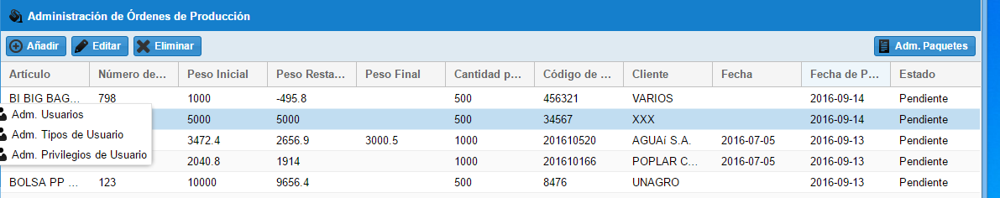 Administración de Órdenes de Producción
Añadir Editar Eliminar Adm. Paquetes
Artículo Número de... Peso Inicial Peso Resta... Peso Final Cantidad p... Código de ... Cliente Fecha Fecha de P... Estado
BI BIG BAG... 798 1000 -495.8 500 456321 VARIOS 2016-09-14 Pendiente
Adm. Usuarios
5000 5000 500 34567 XXX 2016-09-14 Pendiente
Adm. Tipos de Usuario
3472.4 2656.9 3000.5 1000 201610520 AGUAí S.A. 2016-07-05 2016-09-13 Pendiente
Adm. Privilegios de Usuario
2040.8 1914 1000 201610166 POPLAR C... 2016-07-05 2016-09-13 Pendiente
BOLSA PP ... 123 10000 9656.4 500 8476 UNAGRO 2016-09-13 Pendiente